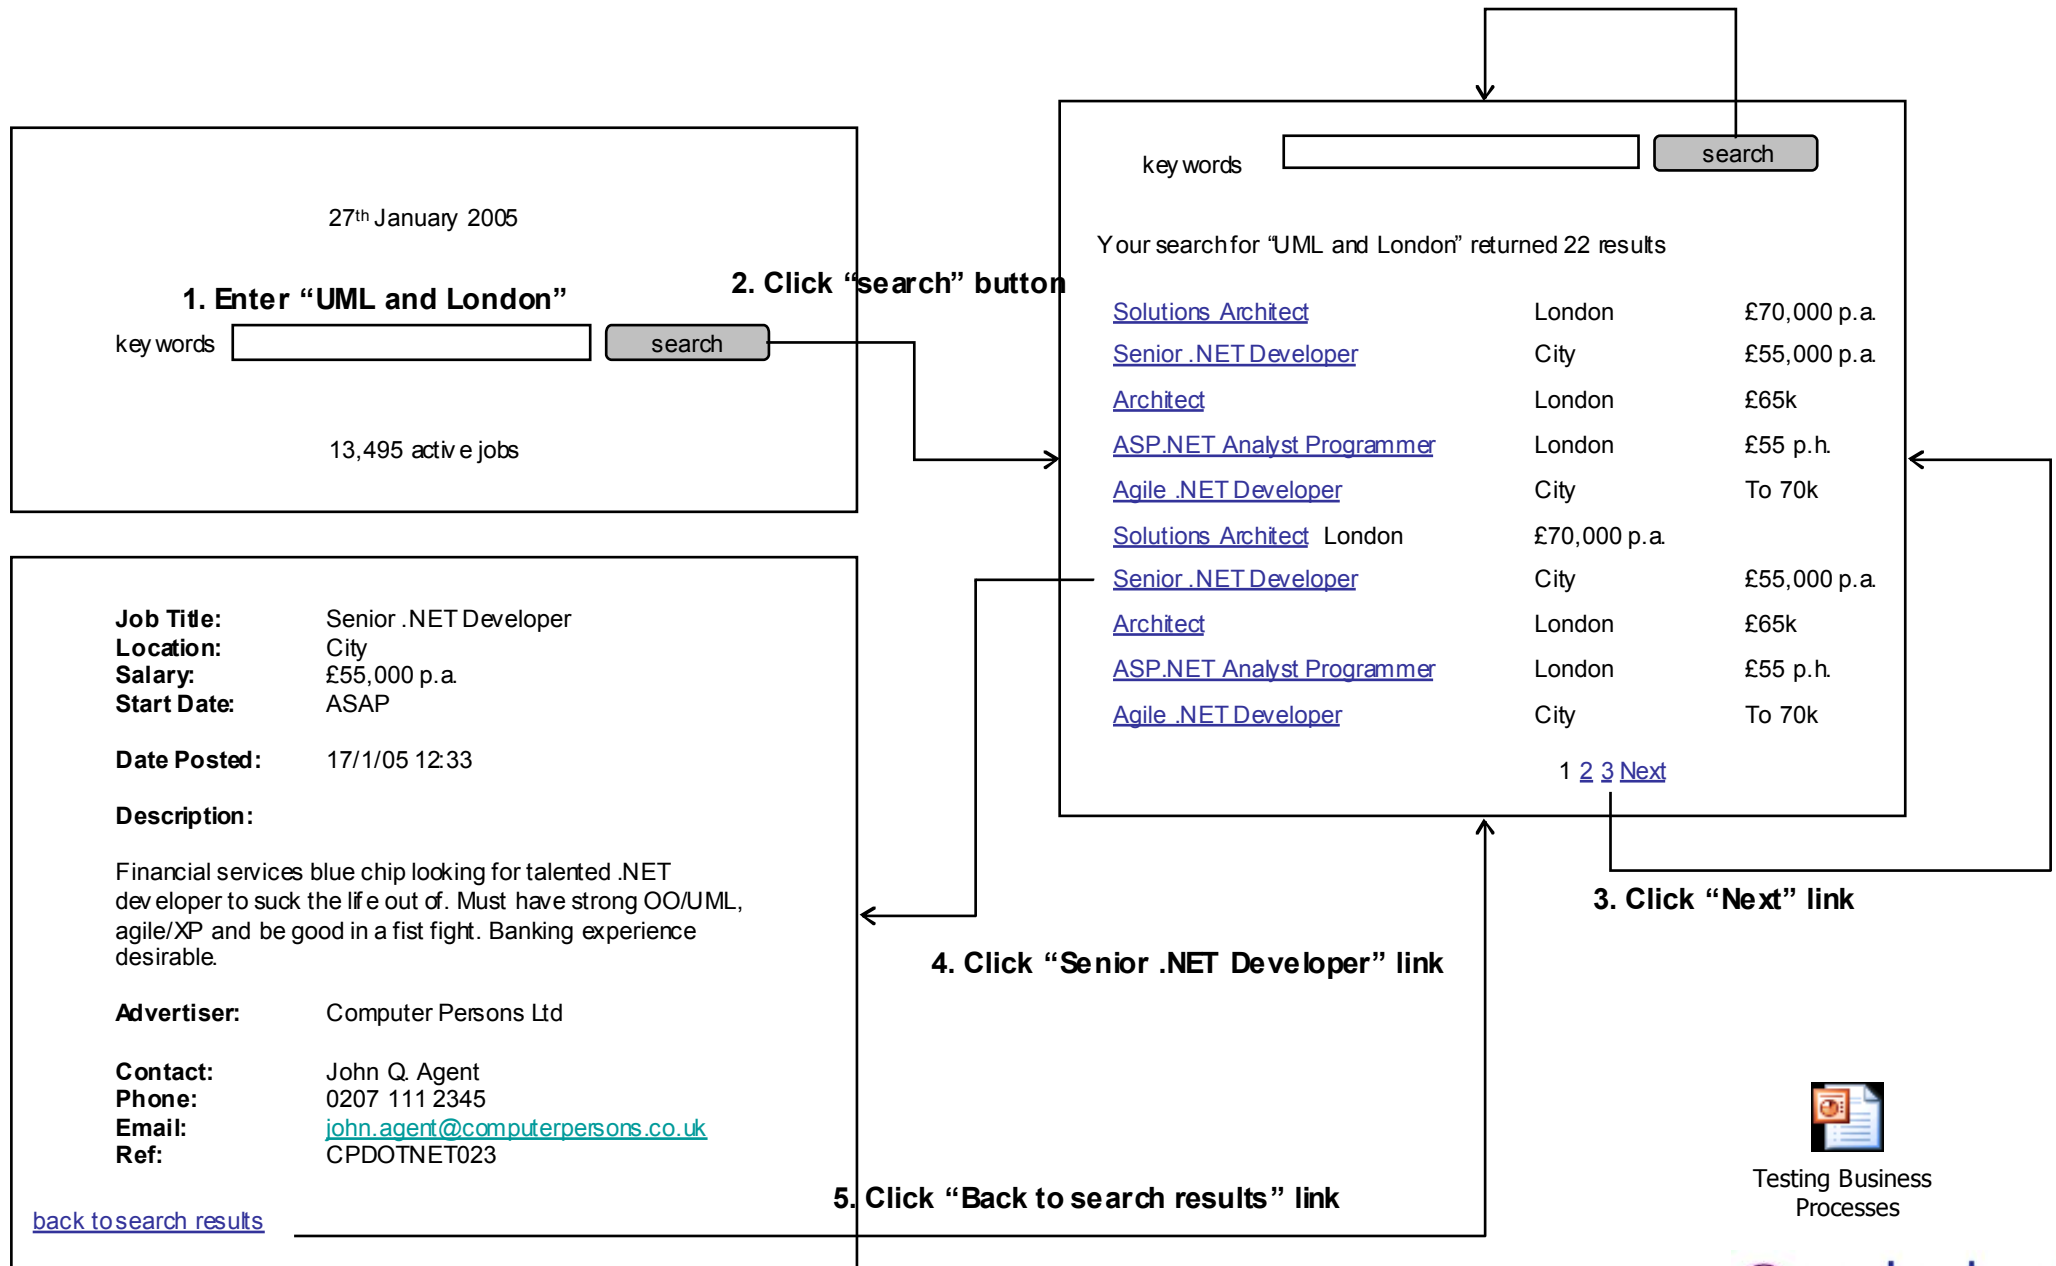 27th January 2005
1. Enter “UML and London”
keywords
search
13,495 active jobs
2. Click “search” button
keywords
search
Your search for “UML and London” returned 22 results
Solutions Architect London £70,000 p.a.
Senior .NET Developer City £55,000 p.a.
Architect London £65k
ASP.NET Analyst Programmer London £55 p.h.
Agile .NET Developer City To 70k
Solutions Architect London £70,000 p.a.
Senior .NET Developer City £55,000 p.a.
Architect London £65k
ASP.NET Analyst Programmer London £55 p.h.
Agile .NET Developer City To 70k
1 2 3 Next
3. Click “Next” link
4. Click “Senior .NET Developer” link
Job Title: Senior .NET Developer
Location: City
Salary: £55,000 p.a.
Start Date: ASAP
Date Posted: 17/1/05 12:33
Description:
Financial services blue chip looking for talented .NET
developer to suck the life out of. Must have strong OO/UML,
agile/XP and be good in a fist fight. Banking experience
desirable.
Advertiser: Computer Persons Ltd
Contact: John Q. Agent
Phone: 0207 111 2345
Email: john.agent@computerpersons.co.uk
Ref: CPDOTNET023
back to search results
5. Click “Back to search results” link
Testing Business
Processes